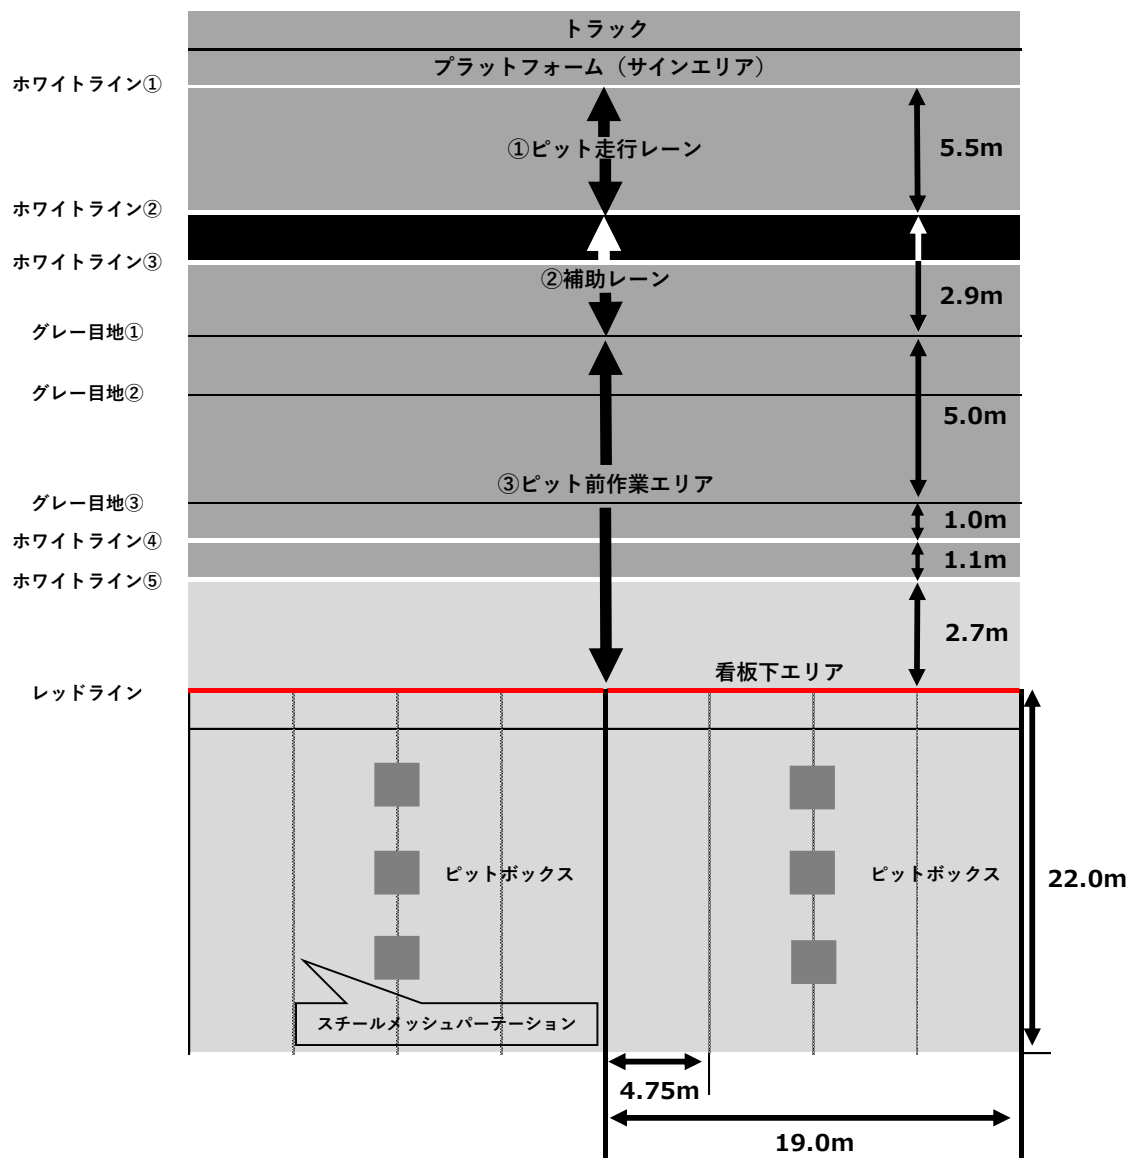 トラック
プラットフォーム（サインエリア）
ホワイトライン①
①ピット走行レーン
5.5m
ホワイトライン②
ホワイトライン③
②補助レーン
2.9m
グレー目地①
グレー目地②
5.0m
③ピット前作業エリア
グレー目地③
1.0m
ホワイトライン④
1.1m
ホワイトライン⑤
2.7m
看板下エリア
レッドライン
ピットボックス
ピットボックス
22.0m
スチールメッシュパーテーション
4.75m
19.0m